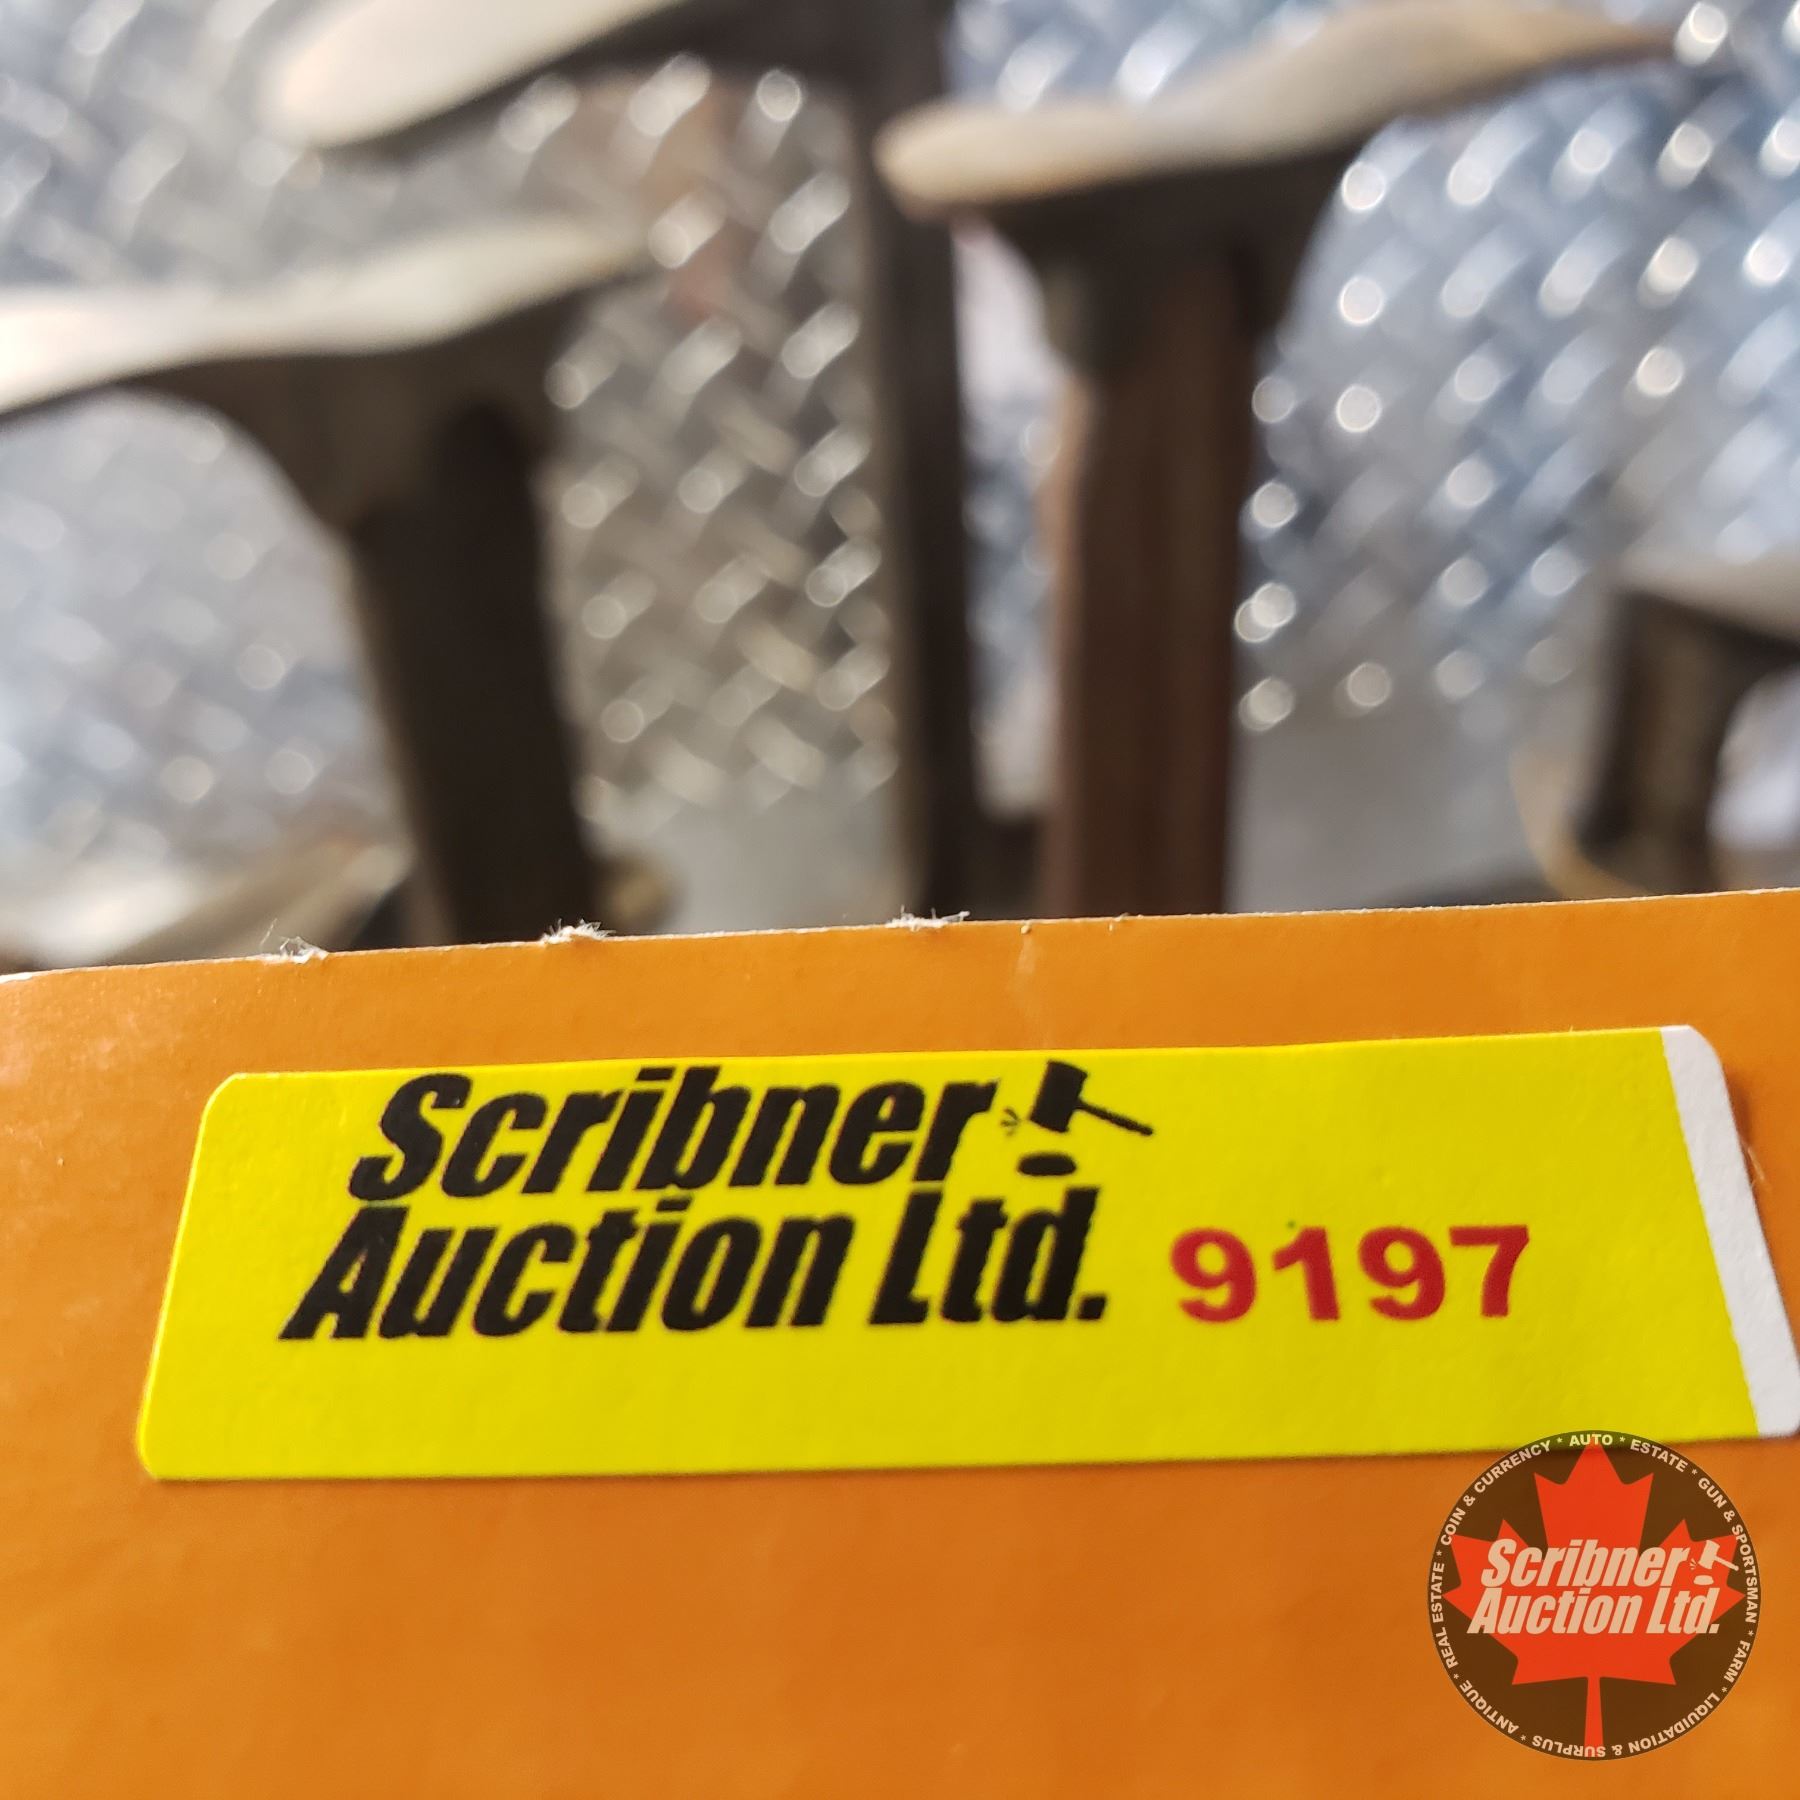 Scribner
Auction Ltd. 9197
COIN & CURRENCY * AUTO * ESTATE * GUN & SPORTSMAN * FARM * LIQUIDATION & SURPLUS * ANTIQUE * REAL ESTATE *
Scribner
Auction Ltd.